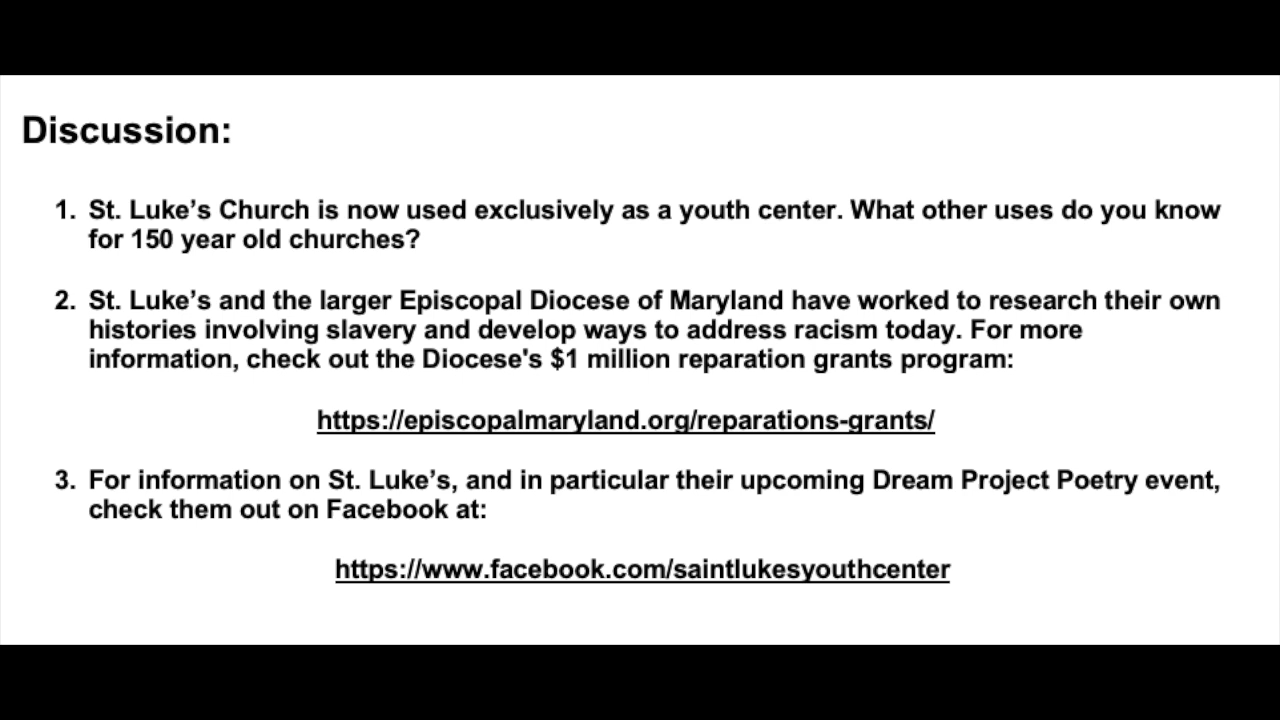 Discussion:
1. St. Luke’s Church is now used exclusively as a youth center. What other uses do you know
for 150 year old churches?
2. St. Luke’s and the larger Episcopal Diocese of Maryland have worked to research their own
histories involving slavery and develop ways to address racism today. For more
information, check out the Diocese's $1 million reparation grants program:
https://episcopalmaryland.org/reparations-grants/
3. For information on St. Luke’s, and in particular their upcoming Dream Project Poetry event,
check them out on Facebook at:
https://www.facebook.com/saintlukesyouthcenter